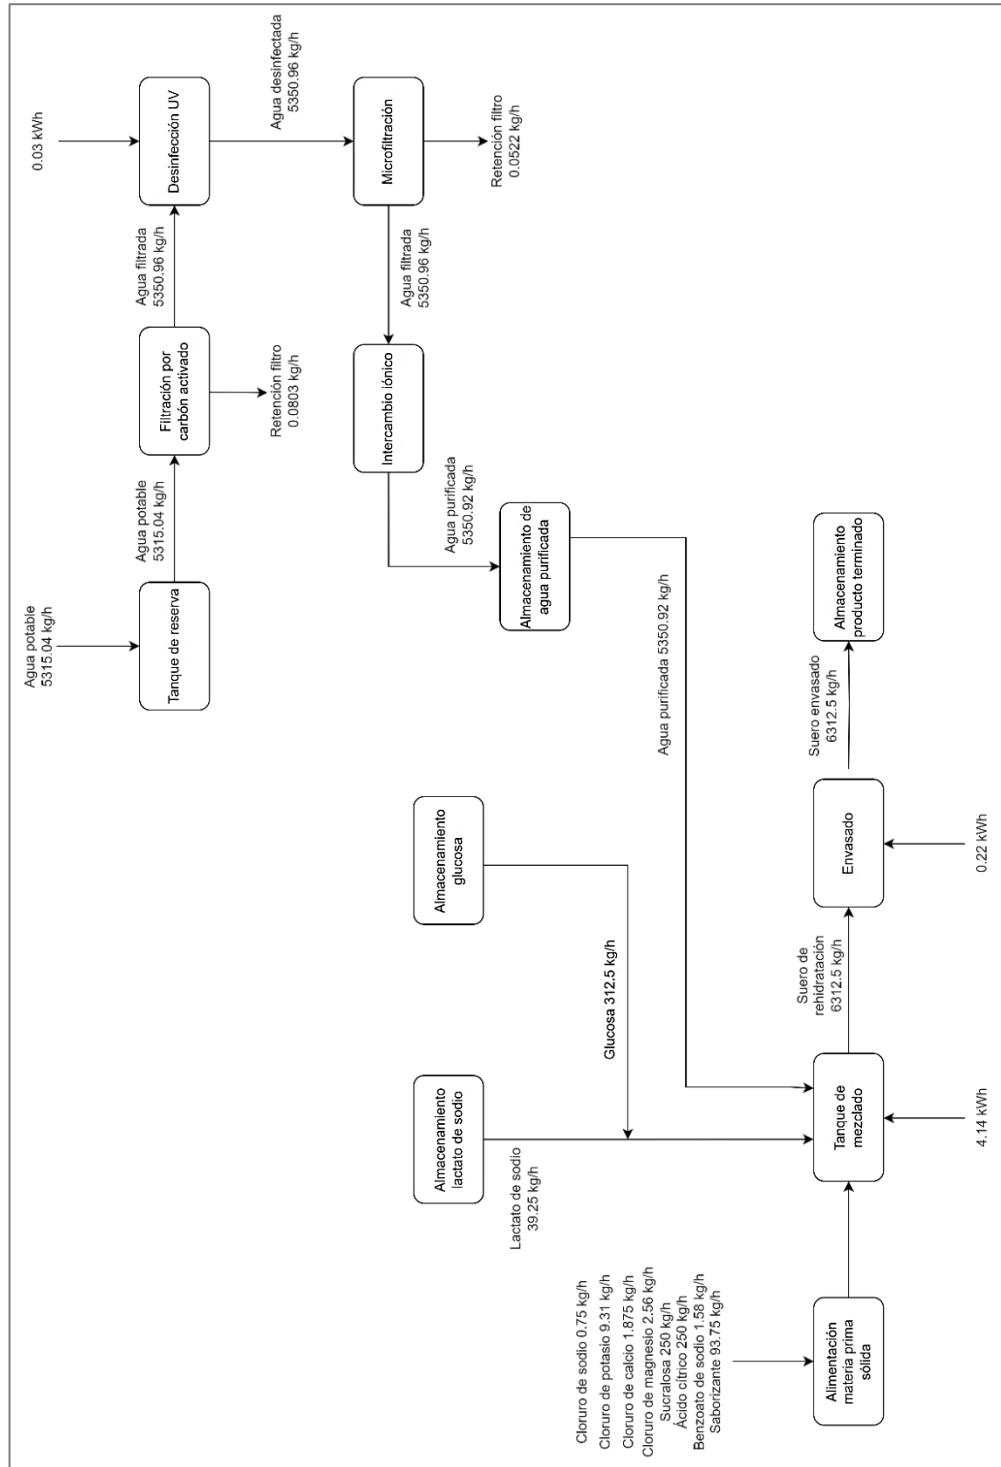 Agua potable
5315.04 kg/h
Tanque de reserva
Agua potable
5315.04 kg/h
Filtración por
carbón activado
Retención filtro
0.0803 kg/h
Agua filtrada
5350.96 kg/h
0.03 kWh
Desinfección UV
Agua desinfectada
5350.96 kg/h
Microfiltración
Retención filtro
0.0522 kg/h
Agua filtrada
5350.96 kg/h
Intercambio iónico
Agua purificada
5350.92 kg/h
Almacenamiento de
agua purificada
Agua purificada 5350.92 kg/h
Almacenamiento
glucosa
Glucosa 312.5 kg/h
Almacenamiento
lactato de sodio
Lactato de sodio
39.25 kg/h
Cloruro de sodio 0.75 kg/h
Cloruro de potasio 9.31 kg/h
Cloruro de calcio 1.875 kg/h
Cloruro de magnesio 2.56 kg/h
Sucralosa 250 kg/h
Ácido cítrico 250 kg/h
Benzoato de sodio 1.58 kg/h
Saborizante 93.75 kg/h
Alimentación
materia prima
sólida
Tanque de
mezclado
4.14 kWh
Suero de
rehidratación
6312.5 kg/h
Envasado
0.22 kWh
Suero envasado
6312.5 kg/h
Almacenamiento
producto terminado